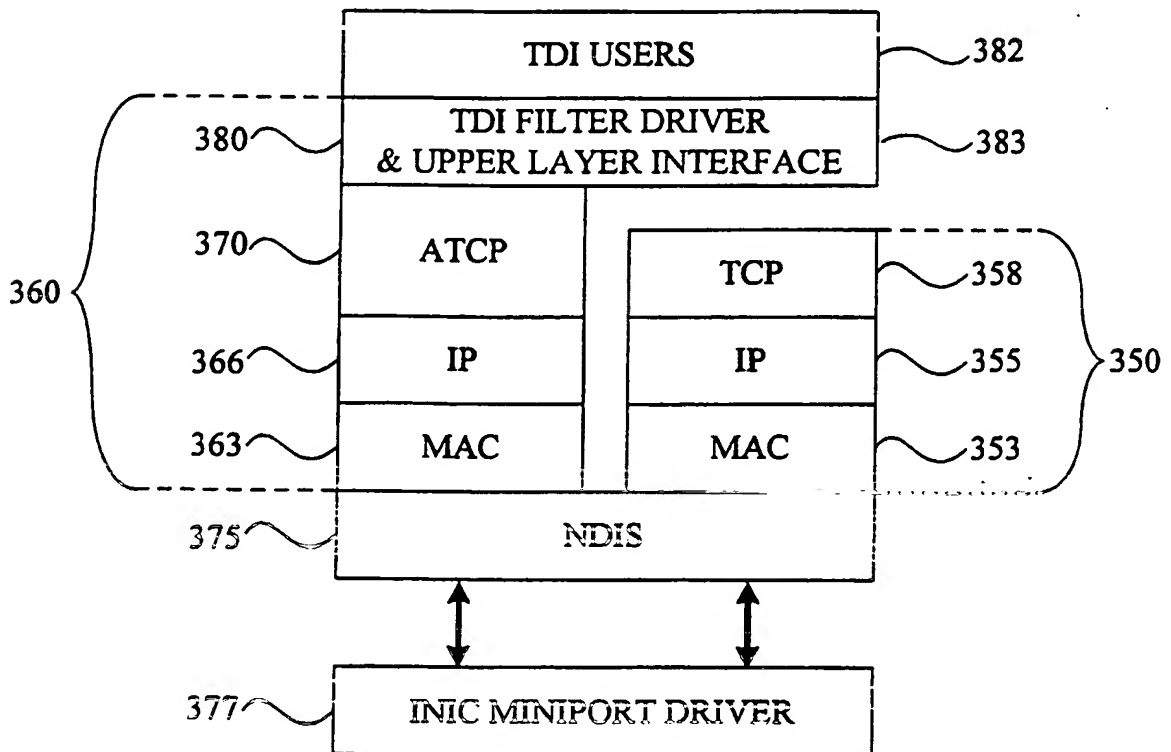 TDI USERS
382
380
TDI FILTER DRIVER
& UPPER LAYER INTERFACE
383
370
ATCP
TCP
358
360
366
IP
IP
355
350
363
MAC
MAC
353
375
NDIS
377
INIC MINIPORT DRIVER